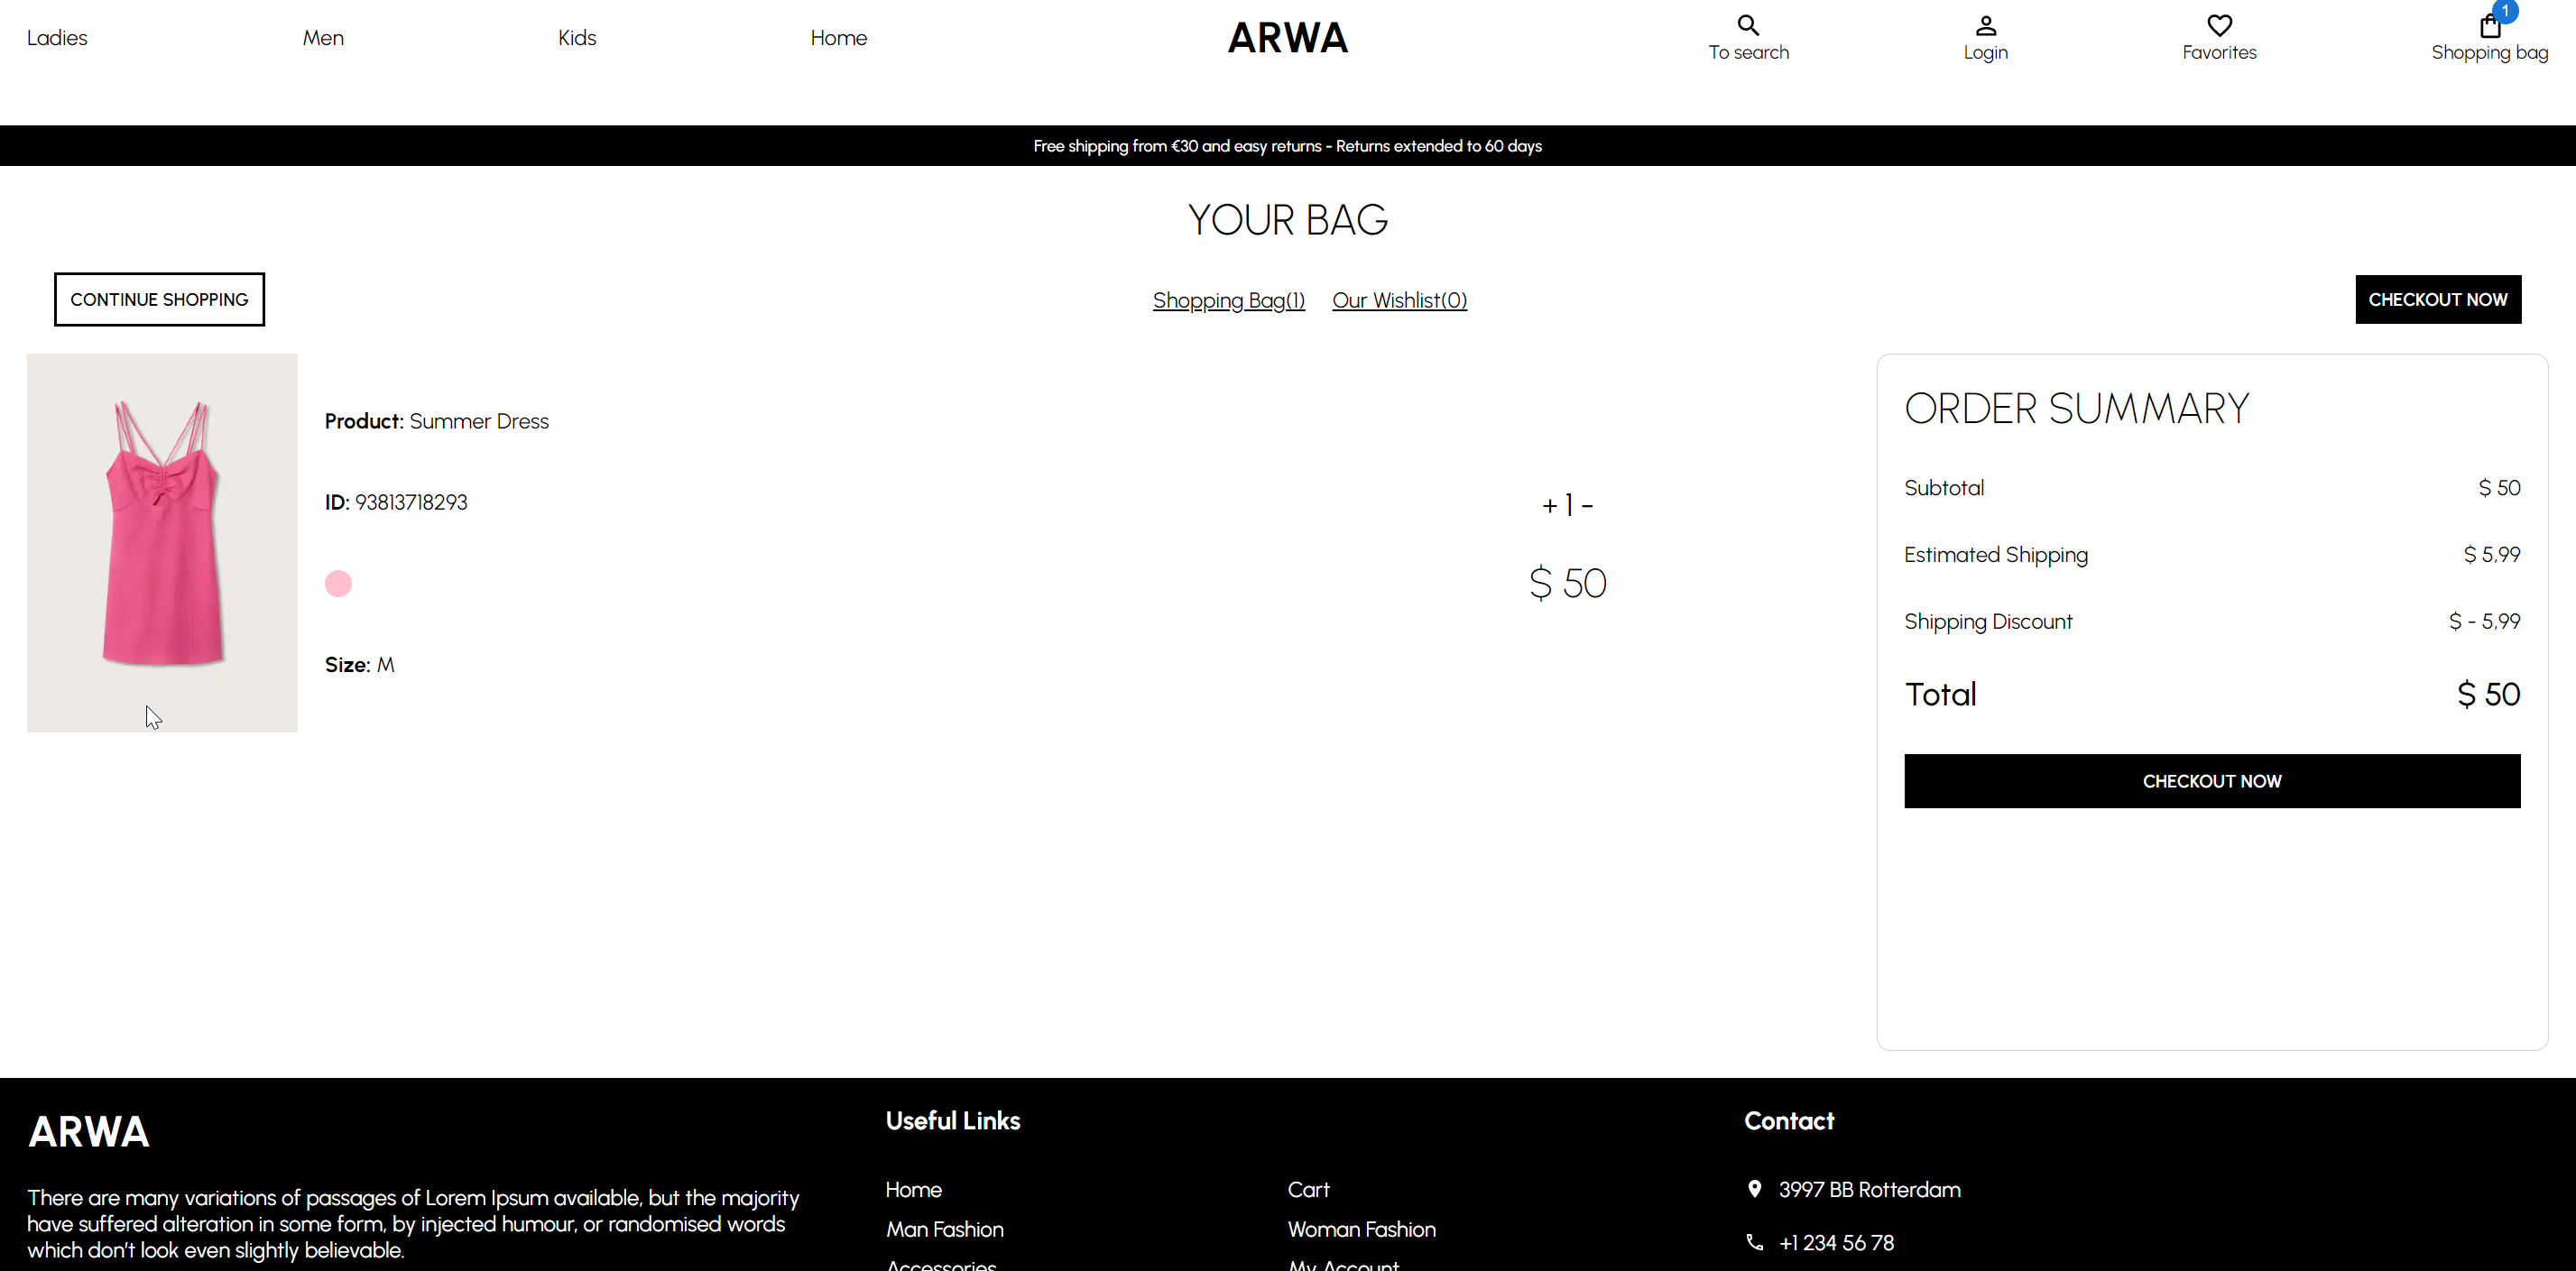 Ladies
Men
Kids
Home
ARWA
To search
Login
Favorites
1
Shopping bag
Free shipping from €30 and easy returns - Returns extended to 60 days
YOUR BAG
CONTINUE SHOPPING
Shopping Bag(1)
Our Wishlist(0)
CHECKOUT NOW
Product: Summer Dress
ID: 93813718293
Size: M
+ 1 -
$ 50
ORDER SUMMARY
Subtotal $ 50
Estimated Shipping $ 5,99
Shipping Discount $ - 5,99
Total $ 50
CHECKOUT NOW
ARWA
There are many variations of passages of Lorem Ipsum available, but the majority
have suffered alteration in some form, by injected humour, or randomised words
which don't look even slightly believable.
Useful Links
Home
Cart
Man Fashion
Woman Fashion
Accessories
My Account
Contact
3997 BB Rotterdam
+1 234 56 78